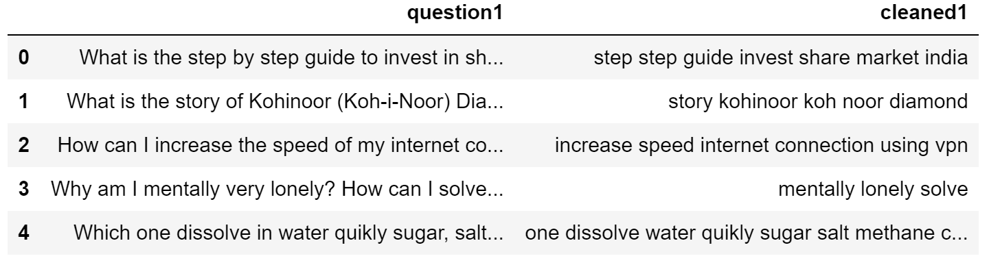 question1 cleaned1
0 What is the step by step guide to invest in sh... step step guide invest share market india
1 What is the story of Kohinoor (Koh-i-Noor) Dia... story kohinoor koh noor diamond
2 How can I increase the speed of my internet co... increase speed internet connection using vpn
3 Why am I mentally very lonely? How can I solve... mentally lonely solve
4 Which one dissolve in water quikly sugar, salt... one dissolve water quikly sugar salt methane c...